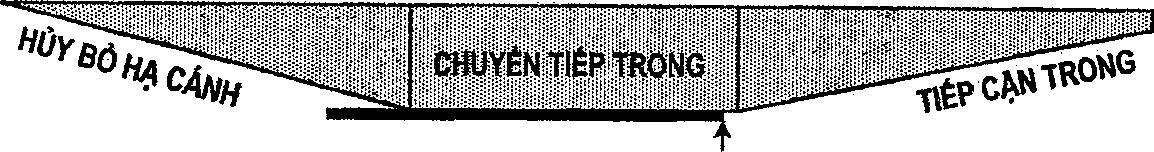 HỦY BỎ HẠ CÁNH
CHUYỂN TIẾP TRONG
TIẾP CẬN TRONG